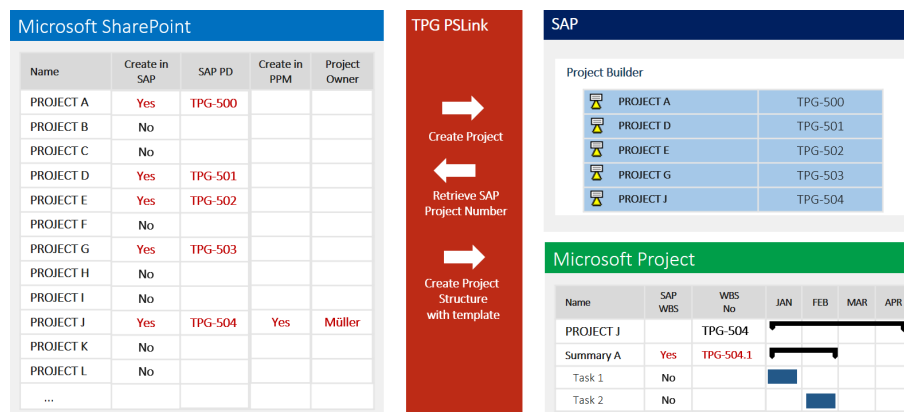 Microsoft SharePoint
Name Create in SAP SAP PD Create in PPM Project Owner
PROJECT A Yes TPG-500
PROJECT B No
PROJECT C No
PROJECT D Yes TPG-501
PROJECT E Yes TPG-502
PROJECT F No
PROJECT G Yes TPG-503
PROJECT H No
PROJECT I No
PROJECT J Yes TPG-504 Yes Müller
PROJECT K No
PROJECT L No
...
TPG PSLink
Create Project
Retrieve SAP
Project Number
Create Project
Structure
with template
SAP
Project Builder
PROJECT A TPG-500
PROJECT D TPG-501
PROJECT E TPG-502
PROJECT G TPG-503
PROJECT J TPG-504
Microsoft Project
Name SAP WBS WBS No JAN FEB MAR APR
PROJECT J TPG-504
Summary A Yes TPG-504.1
Task 1 No
Task 2 No